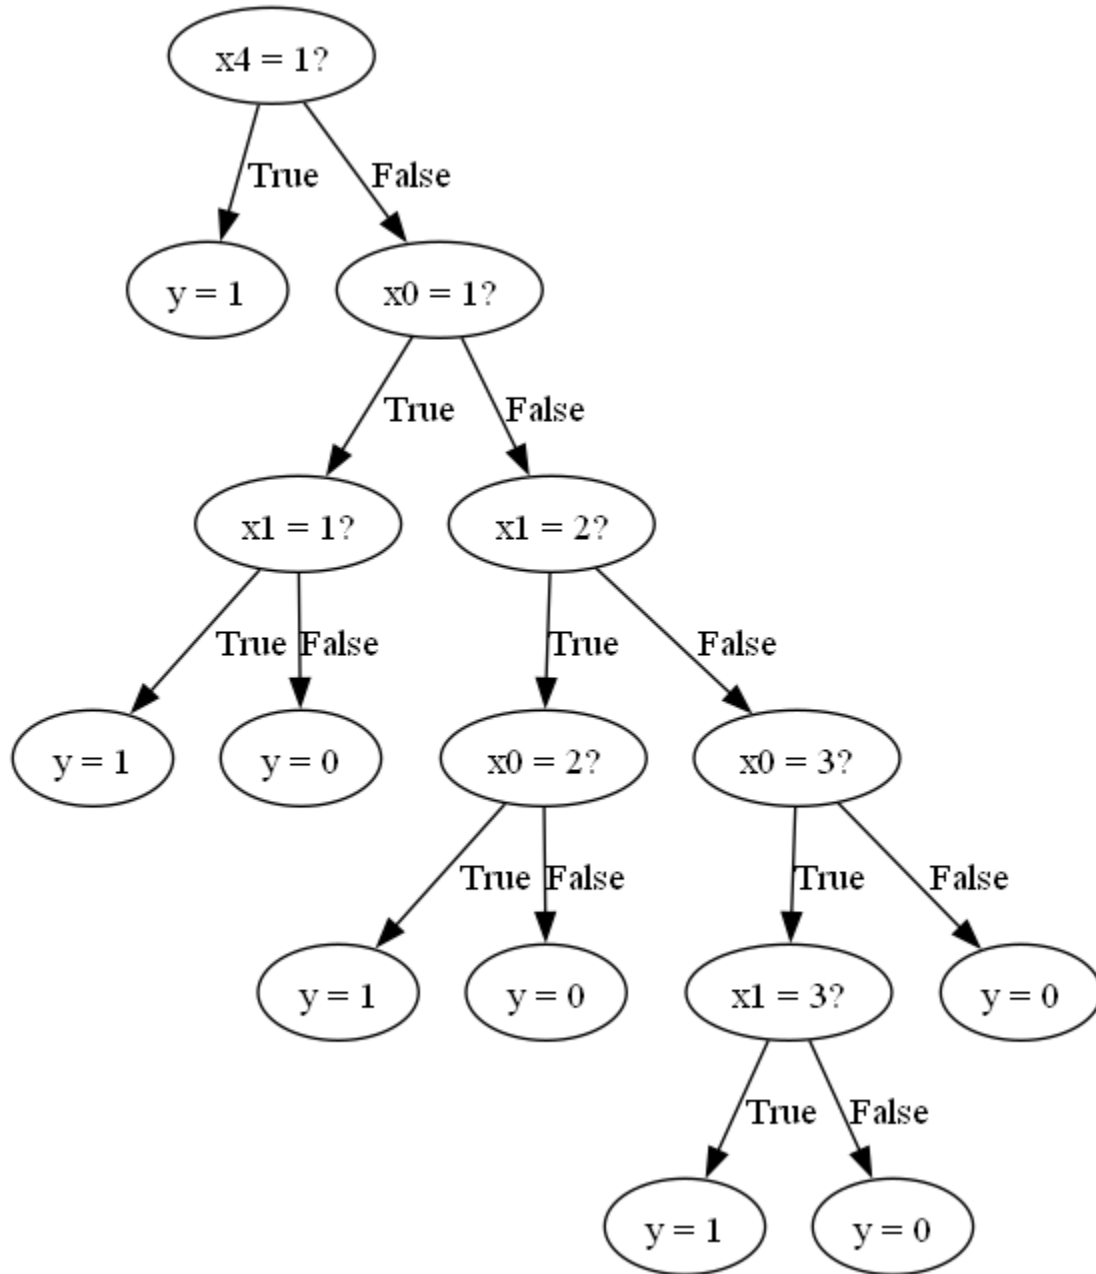 x4 = 1?
True
False
y = 1
x0 = 1?
True
False
x1 = 1?
x1 = 2?
True
False
True
False
y = 1
y = 0
x0 = 2?
x0 = 3?
True
False
True
False
y = 1
y = 0
x1 = 3?
y = 0
True
False
y = 1
y = 0